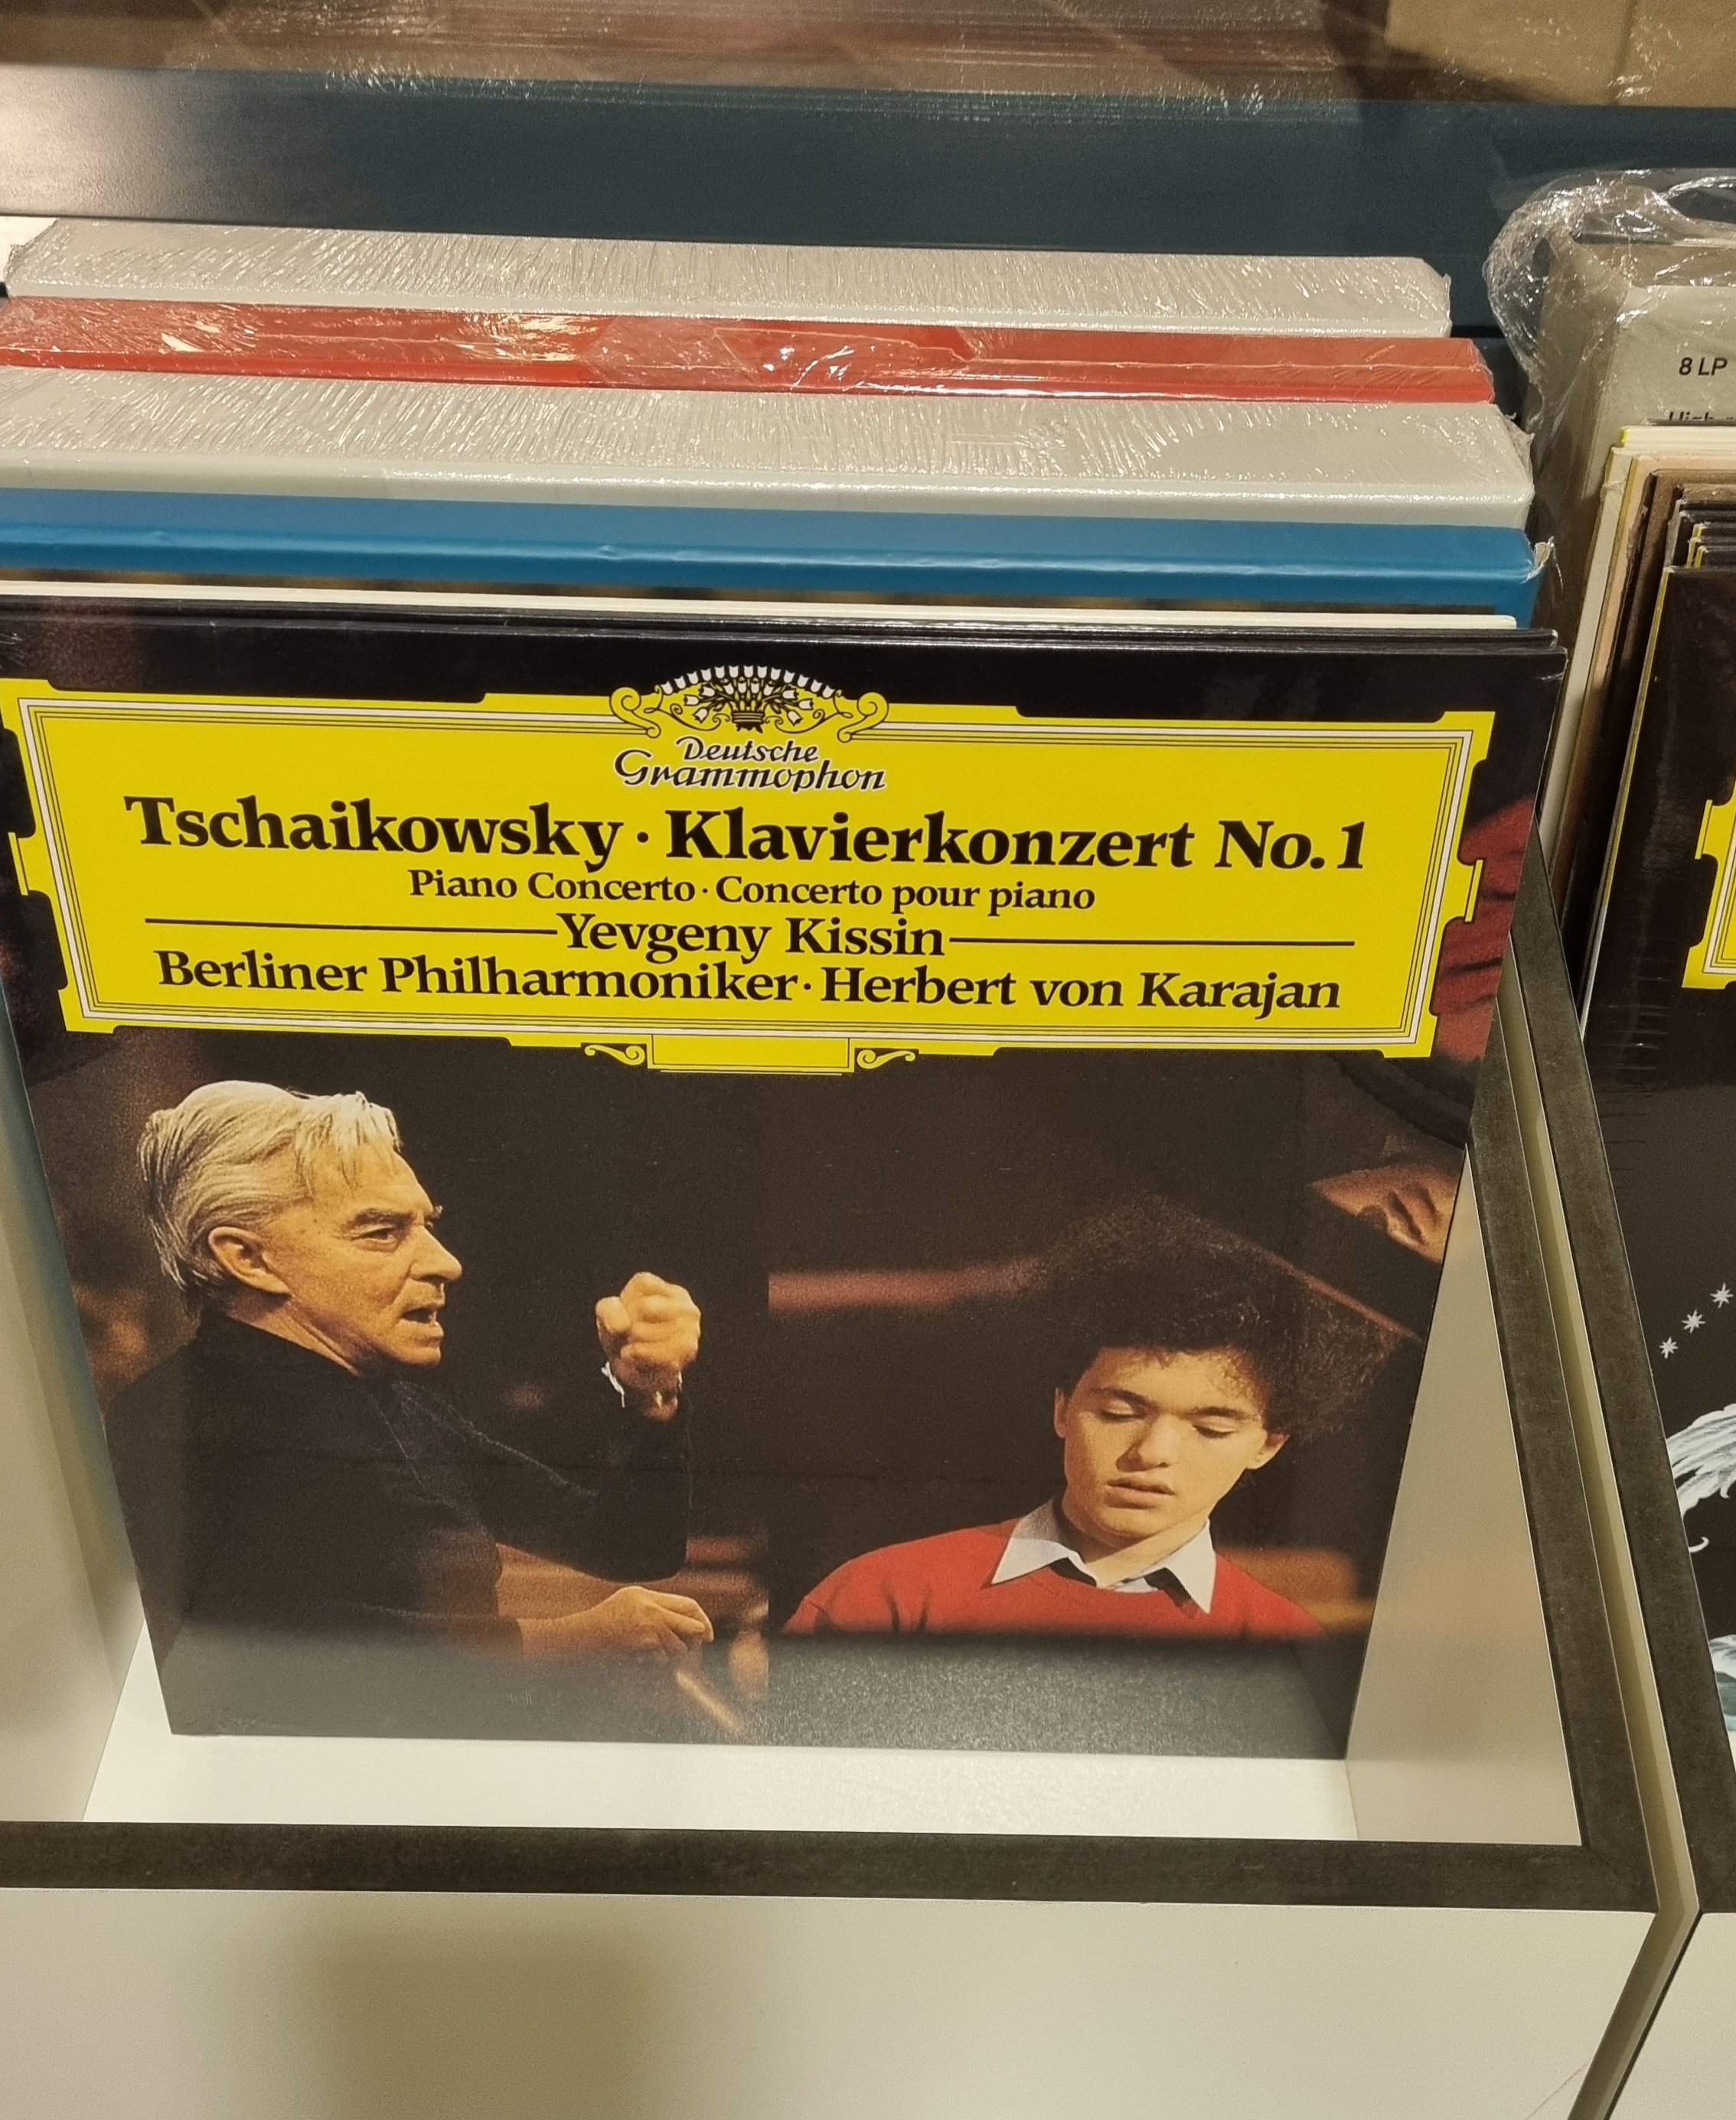 8 LP
Deutsche
Grammophon
Tschaikowsky · Klavierkonzert No. 1
Piano Concerto · Concerto pour piano
Yevgeny Kissin
Berliner Philharmoniker · Herbert von Karajan